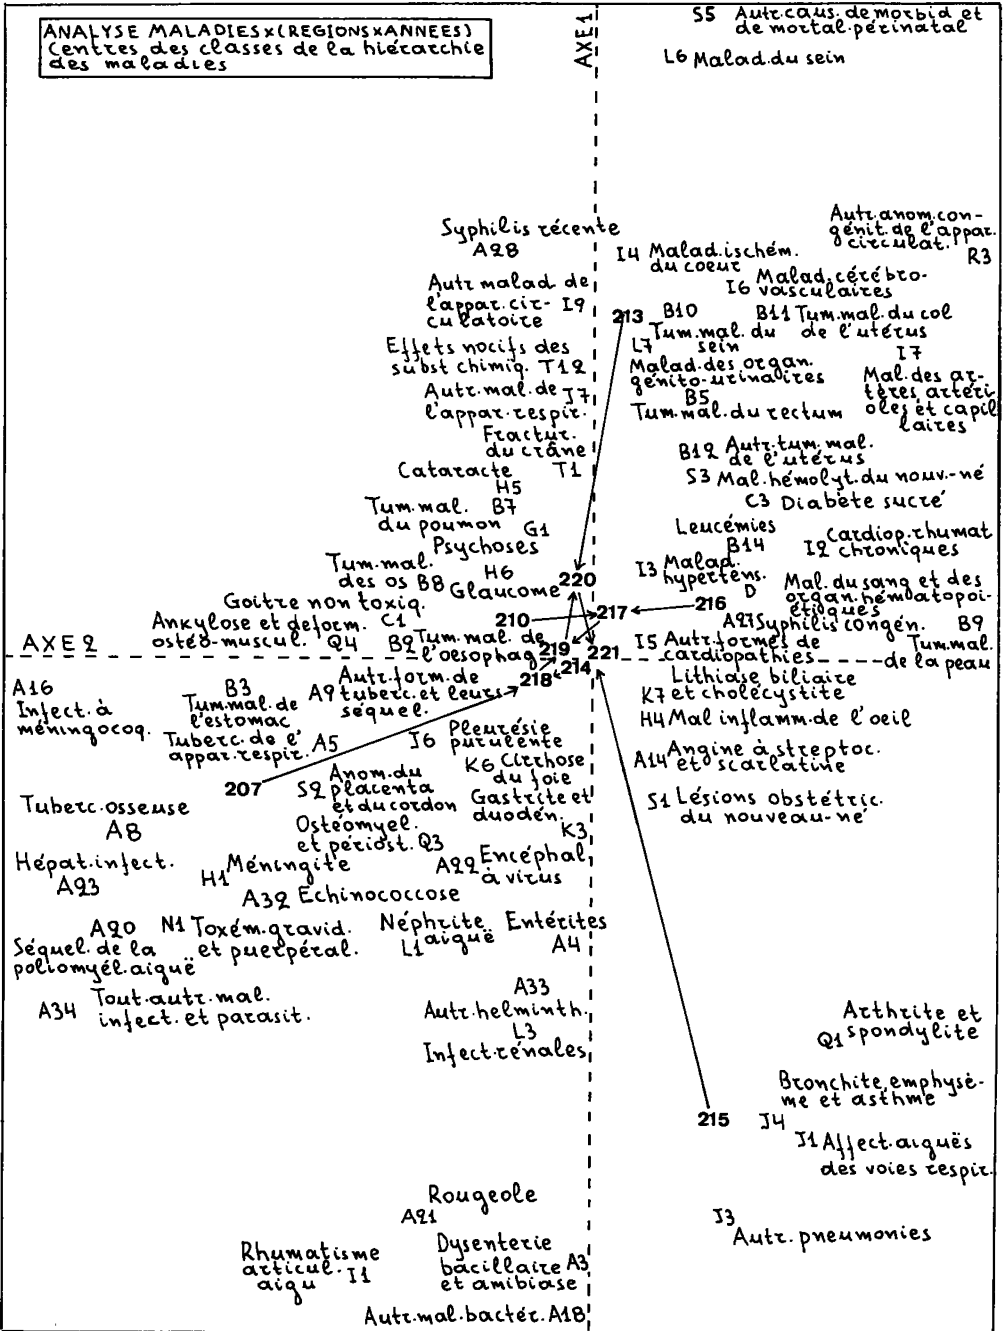 ANALYSE MALADIES×(REGIONS×ANNEES)
Centres des classes de la hiérarchie
des maladies
AXE1
S5 Autr.caus. de morbid et
de mortal.périnatal
L6 Malad.du sein
Syphilis récente
A28
Autr malad de
l'appar.cir- I9
culatoire
Effets nocifs des
subst chimiq. T12
Autr.mal.de J7
l'appar.respir.
Fractur.
du crâne
Cataracte T1
H5
Tum.mal. B7
du poumon G1
Psychoses
Tum.mal.
des os B8
H6
Glaucome
Goitre non toxiq.
C1
Ankylose et deform.
ostéo-muscul. Q4
B2 Tum.mal. de
l'oesophag
Autr.anom.con-
génit.de l'appar.
circulat. R3
I4 Malad.ischém.
du coeur
Malad.cérébro-
I6 vasculaires
213 B10 B11 Tum.mal.du col
de l'utérus
Tum.mal. du
sein
L7
Malad.des organ.
génito-urinaires
B5
Tum.mal.du rectum
I7
Mal.des ar-
tères,artéri
oles et capil
laires
B12 Autr.tum.mal.
de l'utérus
S3 Mal.hémolyt.du nouv.-né
C3 Diabète sucré
Leucémies
B14
Cardiop.rhumat
I2 chroniques
I3 Malad.
hypertens.
D
Mal.du sang et des
organ.hématopoi-
étiques
A27 Syphilis congén. B9
Tum.mal.
de la peau
I5 Autr.formes de
cardiopathies
220
210 217 216
219 221
218 214
AXE2
A16
Infect.à
méningocoq.
B3
Tum.mal.de
l'estomac
Autr.form.de
A9 tuberc.et leurs
séquel.
Tuberc.de l' A5
appar.respir.
207
J6 Pleurésie
purulente
K6 Cirrhose
du foie
Anom.du
S2 placenta
et du cordon
Gastrite et
duodén.
K3
Tuberc.osseuse
A8
Ostéomyel.
et périost. Q3
Hépat.infect.
A23
H1 Méningite
A22 Encéphal.
à virus
A32 Echinococcose
A20
Séquel.de la
poliomyél.aiguë
N1 Toxém.gravid.
et puerpéral.
Néphrite
L1 aiguë
Entérites
A4
A34 Tout.autr.mal.
infect.et parasit.
A33
Autr.helminth.
L3
Infect.rénales
Lithiase biliaire
K7 et cholécystite
H4 Mal inflamm.de l'oeil
A14 Angine à streptoc.
et scarlatine
S1 Lésions obstétric.
du nouveau-né
Arthrite et
Q1 spondylite
Bronchite,emphysè-
me et asthme
215 J4
J1 Affect.aiguës
des voies respir.
J3
Autr.pneumonies
Rougeole
A21
Rhumatisme
articul.
aigu I1
Dysenterie
bacillaire A3
et amibiase
Autr.mal.bactér.A18